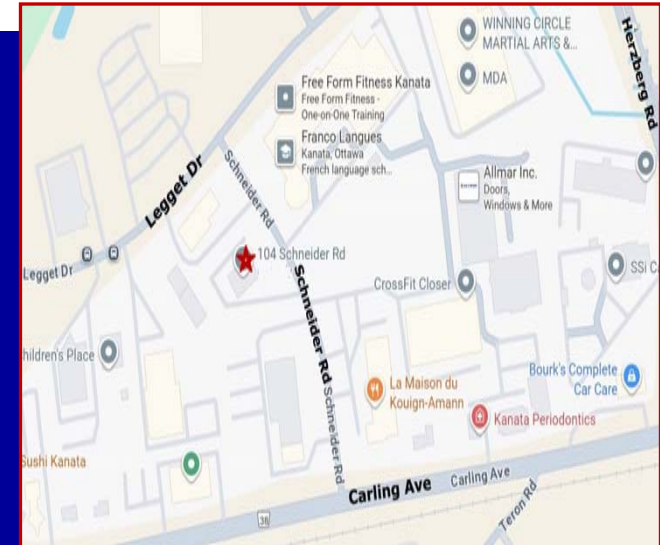 WINNING CIRCLE
MARTIAL ARTS &...
MDA
Herzberg Rd
Free Form Fitness Kanata
Free Form Fitness -
One-on-One Training
Franco Langues
Kanata, Ottawa
French language sch...
Allmar Inc.
Doors,
Windows & More
Legget Dr
Schneider Rd
104 Schneider Rd
Legget Dr
Schneider Rd
Schneider Rd
CrossFit Closer
SSi Ca
hildren's Place
La Maison du
Kouign-Amann
Bourk's Complete
Car Care
Kanata Periodontics
Sushi Kanata
Carling Ave
Carling Ave
38
Teron Rd